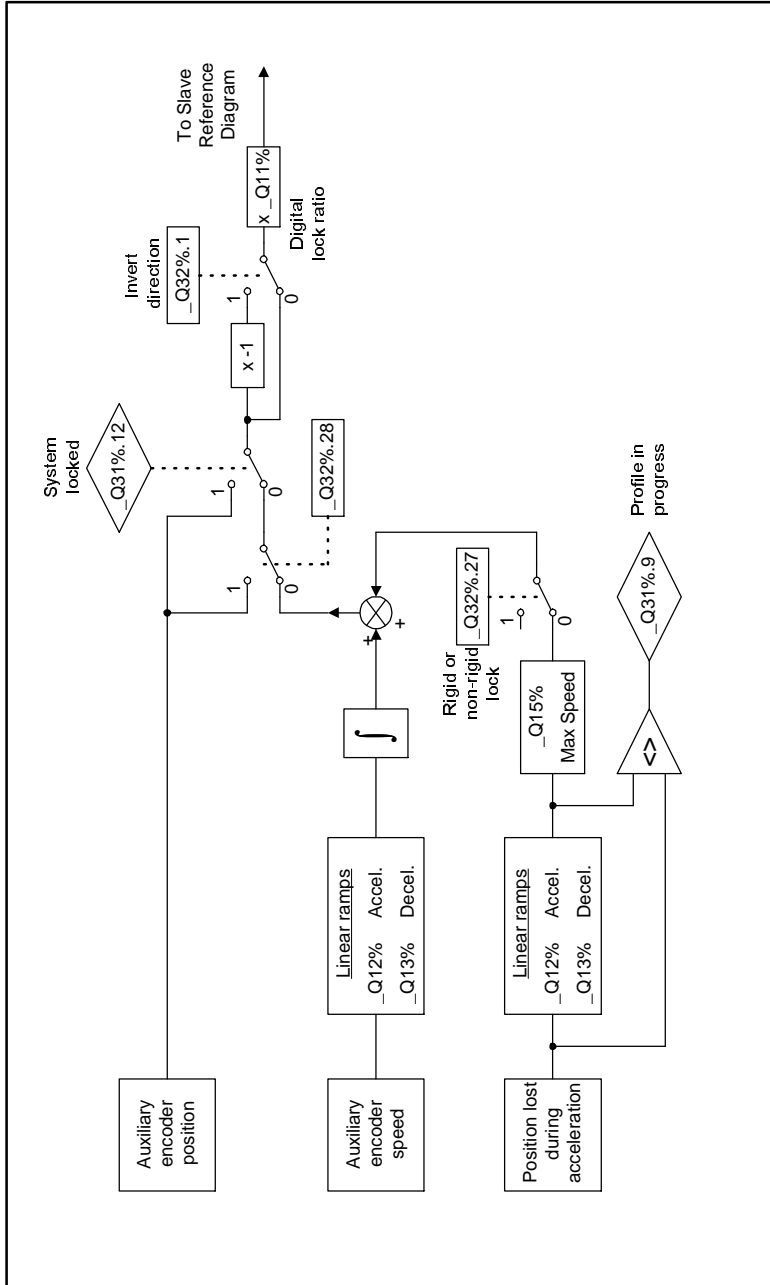 Auxiliary
encoder
position
System
locked
_Q31%.12
1
0
1
0
_Q32%.28
x -1
Invert
direction
_Q32%.1
1
0
x _Q11%
Digital
lock ratio
To Slave
Reference
Diagram
Auxiliary
encoder
speed
Linear ramps
_Q12% Accel.
_Q13% Decel.
∫
+
+
Position lost
during
acceleration
Linear ramps
_Q12% Accel.
_Q13% Decel.
_Q15%
Max Speed
Rigid or
non-rigid
lock
_Q32%.27
1
0
<>
_Q31%.9
Profile in
progress